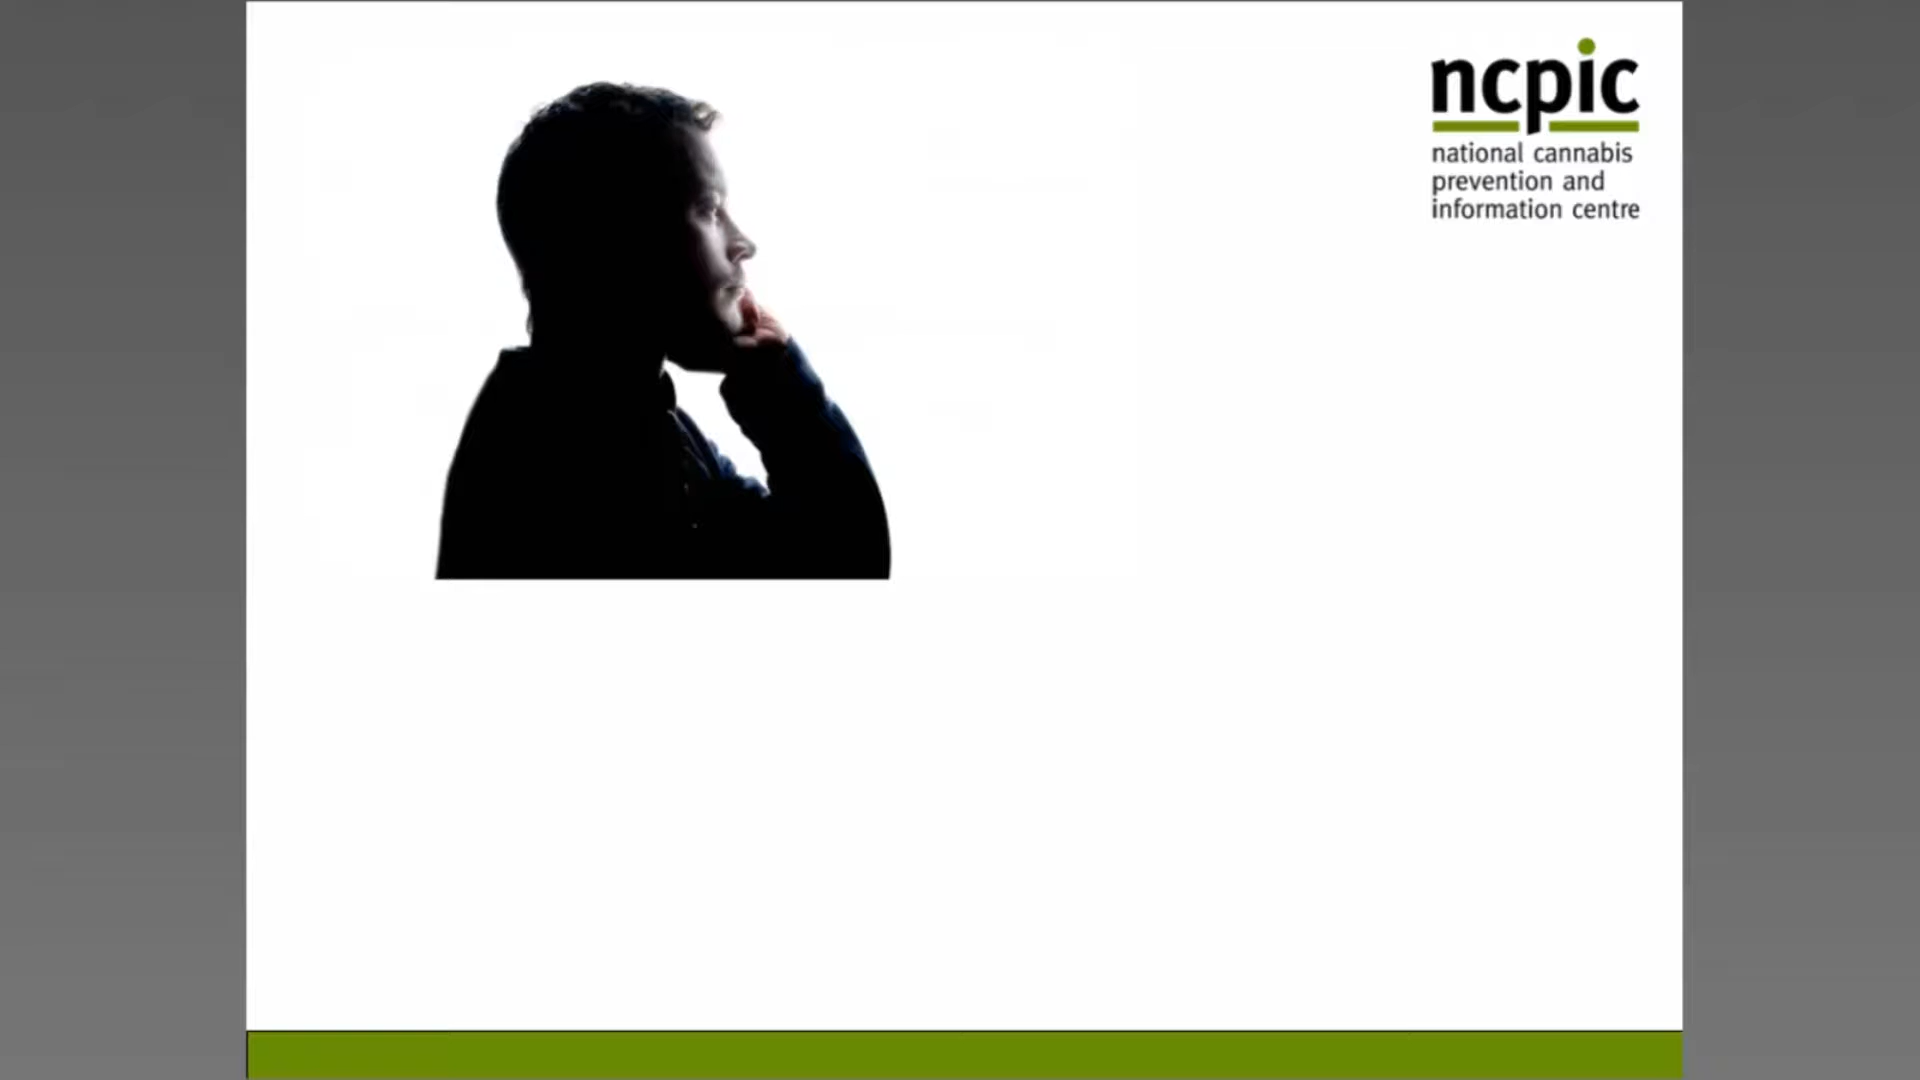 ncpic
national cannabis
prevention and
information centre